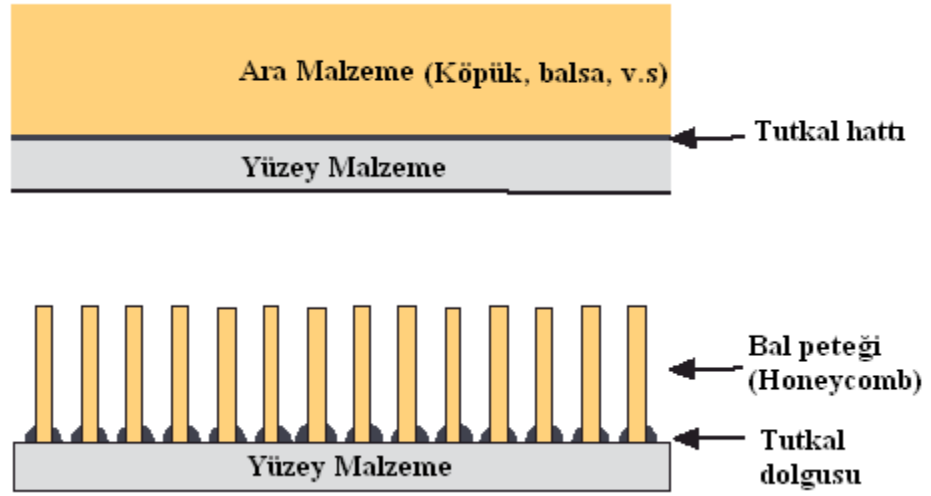 Ara Malzeme (Köpük, balsa, v.s)
Tutkal hattı
Yüzey Malzeme
Bal peteği
(Honeycomb)
Tutkal
dolgusu
Yüzey Malzeme